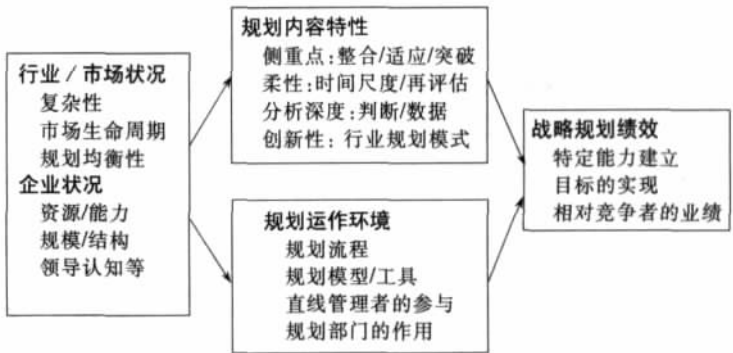 行业/市场状况
复杂性
市场生命周期
规划均衡性
企业状况
资源/能力
规模/结构
领导认知等
规划内容特性
侧重点:整合/适应/突破
柔性:时间尺度/再评估
分析深度:判断/数据
创新性: 行业规划模式
规划运作环境
规划流程
规划模型/工具
直线管理者的参与
规划部门的作用
战略规划绩效
特定能力建立
目标的实现
相对竞争者的业绩